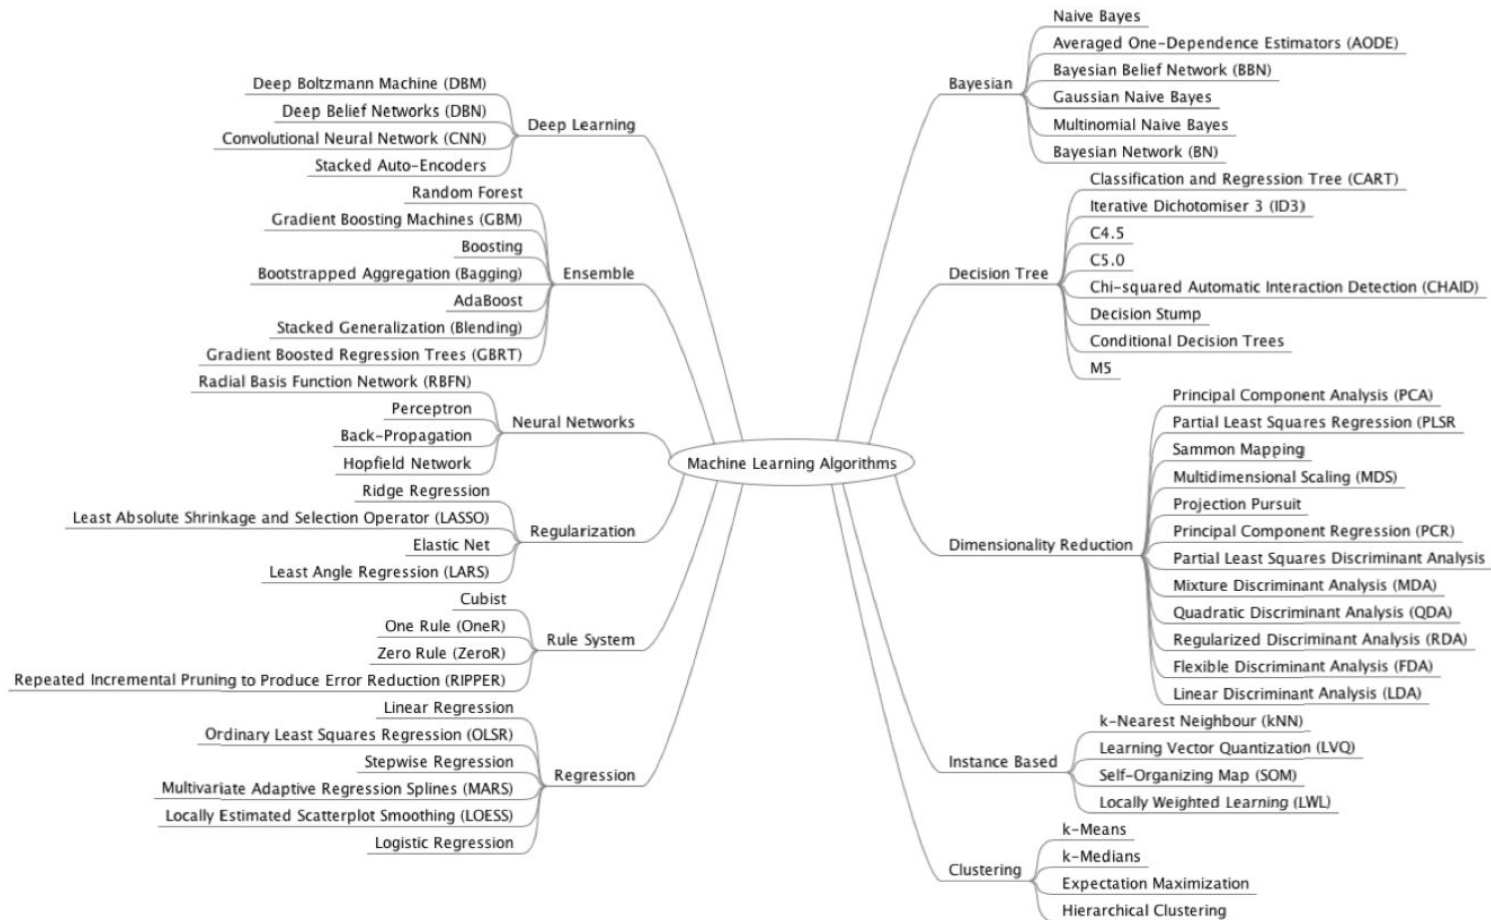 Machine Learning Algorithms
Deep Learning
Deep Boltzmann Machine (DBM)
Deep Belief Networks (DBN)
Convolutional Neural Network (CNN)
Stacked Auto-Encoders
Ensemble
Random Forest
Gradient Boosting Machines (GBM)
Boosting
Bootstrapped Aggregation (Bagging)
AdaBoost
Stacked Generalization (Blending)
Gradient Boosted Regression Trees (GBRT)
Neural Networks
Radial Basis Function Network (RBFN)
Perceptron
Back-Propagation
Hopfield Network
Regularization
Ridge Regression
Least Absolute Shrinkage and Selection Operator (LASSO)
Elastic Net
Least Angle Regression (LARS)
Rule System
Cubist
One Rule (OneR)
Zero Rule (ZeroR)
Repeated Incremental Pruning to Produce Error Reduction (RIPPER)
Regression
Linear Regression
Ordinary Least Squares Regression (OLSR)
Stepwise Regression
Multivariate Adaptive Regression Splines (MARS)
Locally Estimated Scatterplot Smoothing (LOESS)
Logistic Regression
Bayesian
Naive Bayes
Averaged One-Dependence Estimators (AODE)
Bayesian Belief Network (BBN)
Gaussian Naive Bayes
Multinomial Naive Bayes
Bayesian Network (BN)
Decision Tree
Classification and Regression Tree (CART)
Iterative Dichotomiser 3 (ID3)
C4.5
C5.0
Chi-squared Automatic Interaction Detection (CHAID)
Decision Stump
Conditional Decision Trees
M5
Dimensionality Reduction
Principal Component Analysis (PCA)
Partial Least Squares Regression (PLSR
Sammon Mapping
Multidimensional Scaling (MDS)
Projection Pursuit
Principal Component Regression (PCR)
Partial Least Squares Discriminant Analysis
Mixture Discriminant Analysis (MDA)
Quadratic Discriminant Analysis (QDA)
Regularized Discriminant Analysis (RDA)
Flexible Discriminant Analysis (FDA)
Linear Discriminant Analysis (LDA)
Instance Based
k-Nearest Neighbour (kNN)
Learning Vector Quantization (LVQ)
Self-Organizing Map (SOM)
Locally Weighted Learning (LWL)
Clustering
k-Means
k-Medians
Expectation Maximization
Hierarchical Clustering